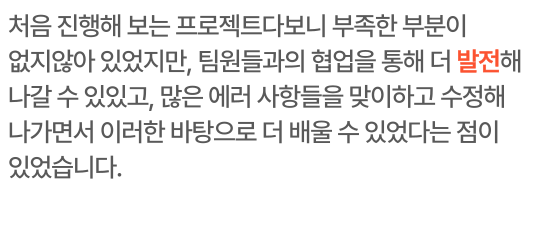 처음 진행해 보는 프로젝트다보니 부족한 부분이
없지않아 있었지만, 팀원들과의 협업을 통해 더 발전해
나갈 수 있있고, 많은 에러 사항들을 맞이하고 수정해
나가면서 이러한 바탕으로 더 배울 수 있었다는 점이
있었습니다.